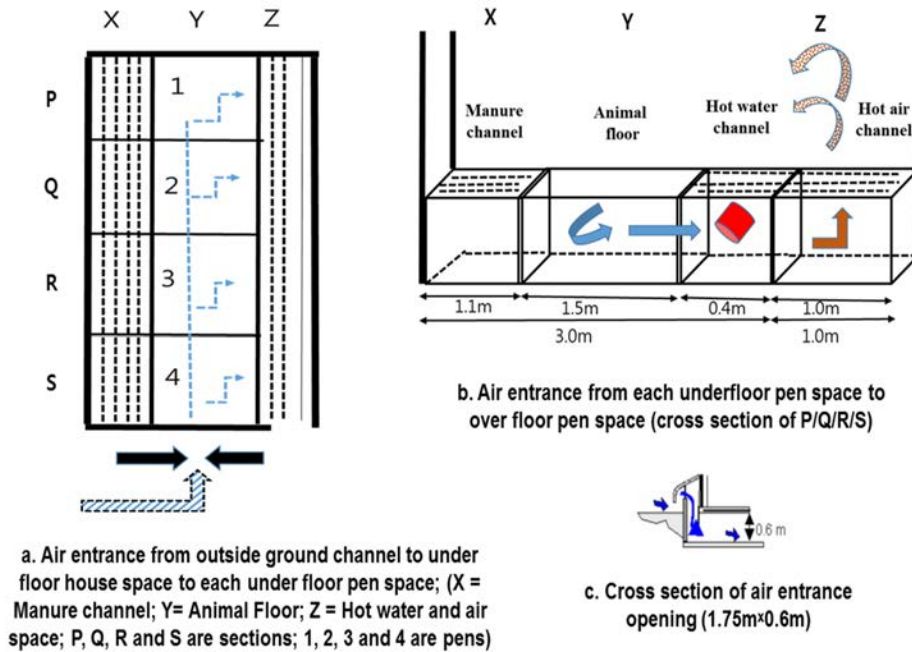 X Y Z
P
Q
R
S
1
2
3
4
a. Air entrance from outside ground channel to under
floor house space to each under floor pen space; (X =
Manure channel; Y= Animal Floor; Z = Hot water and air
space; P, Q, R and S are sections; 1, 2, 3 and 4 are pens)
X Y Z
Manure
channel
Animal
floor
Hot water
channel
Hot air
channel
1.1m 1.5m 0.4m 1.0m
3.0m 1.0m
b. Air entrance from each underfloor pen space to
over floor pen space (cross section of P/Q/R/S)
0.6 m
c. Cross section of air entrance
opening (1.75mx0.6m)